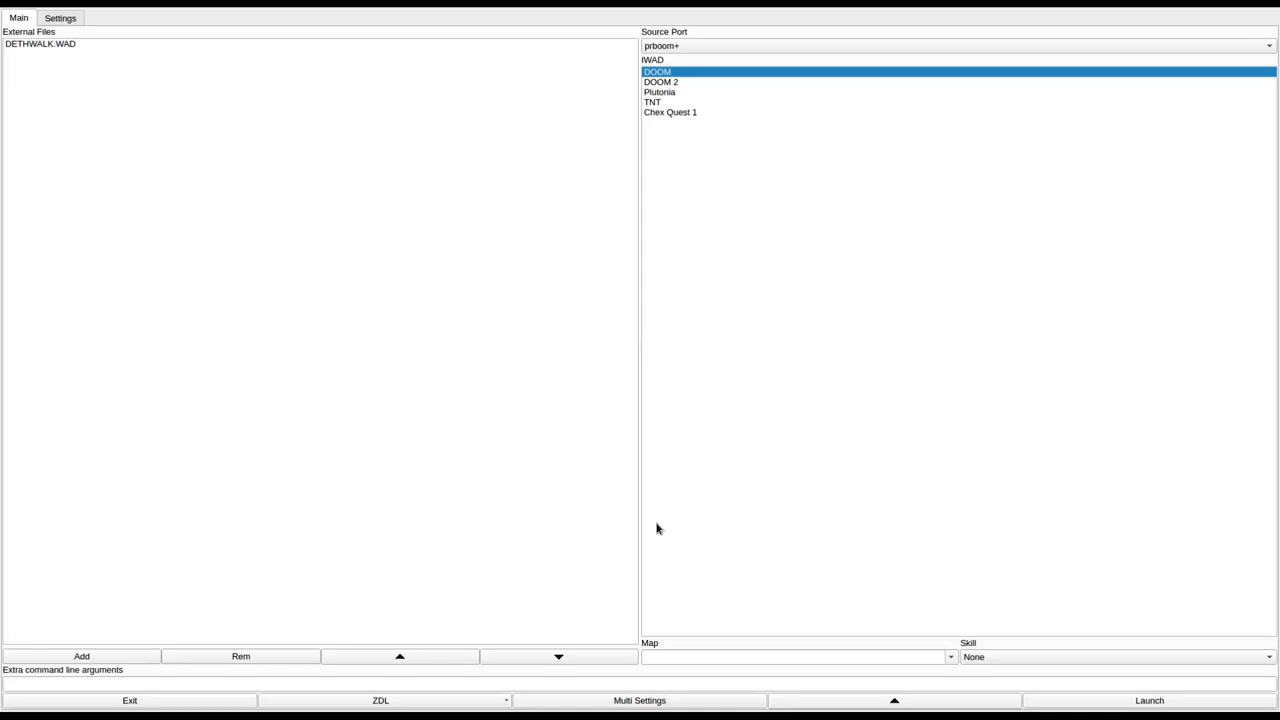 Main Settings
External Files
DETHWALK.WAD
Source Port
prboom+
IWAD
DOOM
DOOM 2
Plutonia
TNT
Chex Quest 1
Map Skill
None
Add Rem
Extra command line arguments
Exit ZDL Multi Settings Launch